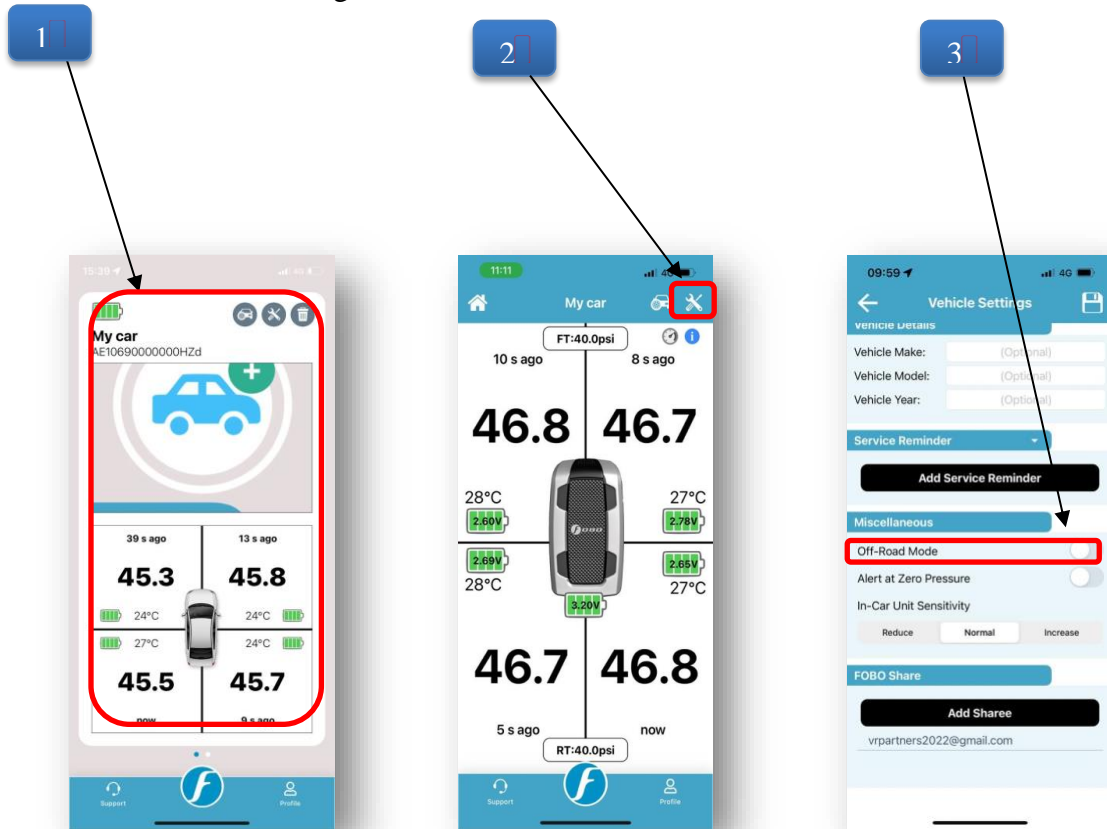 1
2
3
15:39
4G
My car
AE10690000000HZd
39 s ago
13 s ago
45.3
45.8
24°C
24°C
27°C
24°C
45.5
45.7
now
9 s ago
Support
Profile
11:11
4G
My car
FT:40.0psi
10 s ago
8 s ago
46.8
46.7
28°C
27°C
2.60V
2.78V
FOBO
2.69V
2.65V
28°C
27°C
3.20V
46.7
46.8
5 s ago
now
RT:40.0psi
Support
Profile
09:59
4G
Vehicle Settings
Vehicle Details
Vehicle Make:
(Optional)
Vehicle Model:
(Optional)
Vehicle Year:
(Optional)
Service Reminder
Add Service Reminder
Miscellaneous
Off-Road Mode
Alert at Zero Pressure
In-Car Unit Sensitivity
Reduce
Normal
Increase
FOBO Share
Add Sharee
vrpartners2022@gmail.com